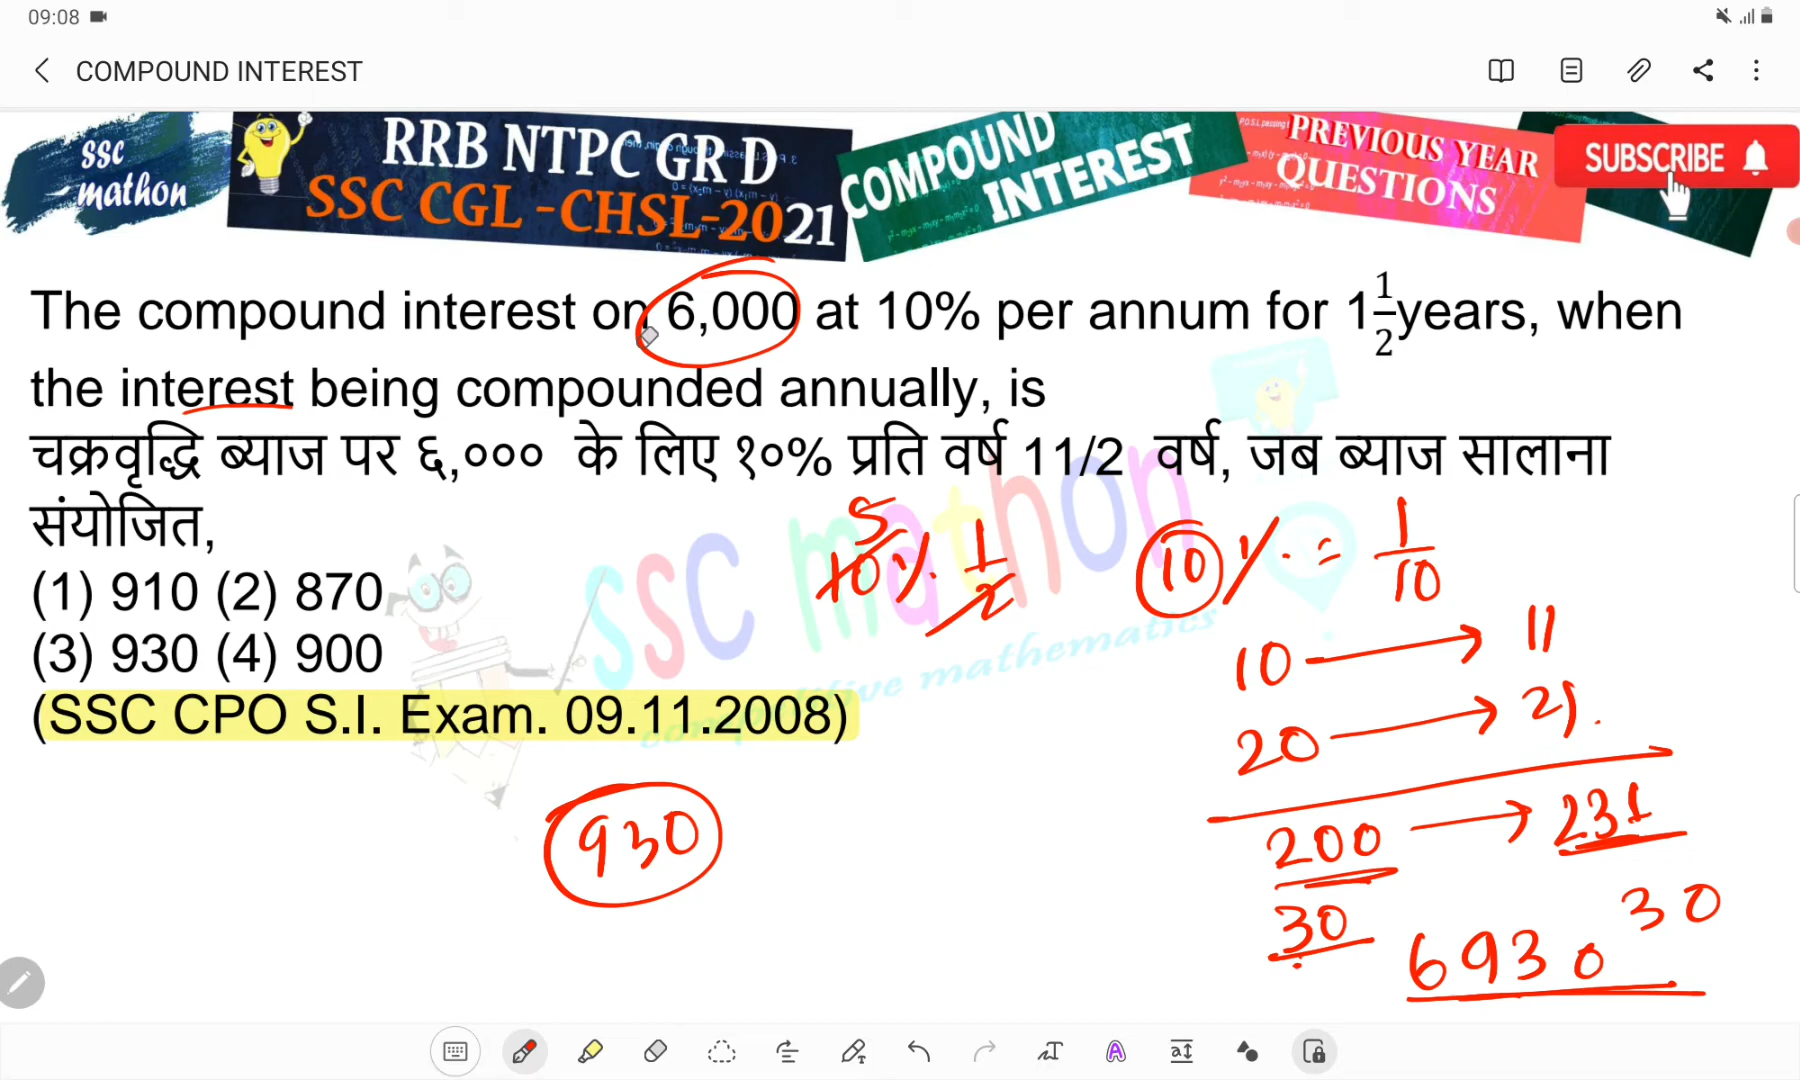 09:08
COMPOUND INTEREST
ssc
mathon
RRB NTPC GR D
SSC CGL -CHSL-2021
COMPOUND
INTEREST
PREVIOUS YEAR
QUESTIONS
SUBSCRIBE
The compound interest on 6,000 at 10% per annum for 1 1/2 years, when
the interest being compounded annually, is
चक्रवृद्धि ब्याज पर ६,००० के लिए १०% प्रति वर्ष 11/2 वर्ष, जब ब्याज सालाना
संयोजित,
(1) 910 (2) 870
(3) 930 (4) 900
(SSC CPO S.I. Exam. 09.11.2008)
ssc mathon
mathematics
5
10% 1/2
10% = 1/10
10 → 11
20 → 21.
200 → 231
30
30
6930
930